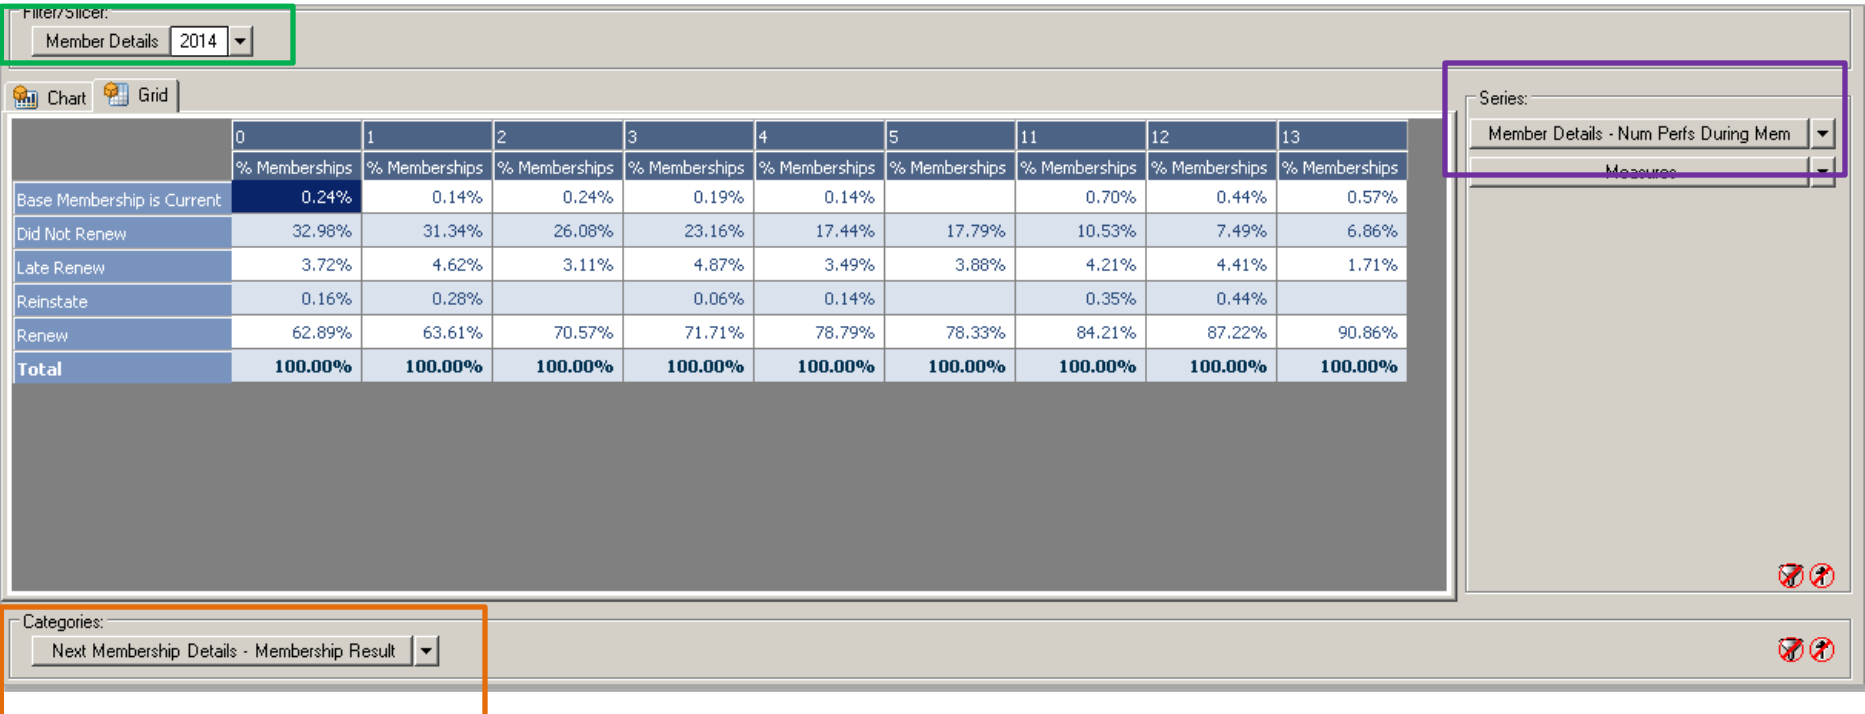 Filter/Slicer:
Member Details 2014
Chart Grid
0 1 2 3 4 5 11 12 13
% Memberships % Memberships % Memberships % Memberships % Memberships % Memberships % Memberships % Memberships % Memberships
Base Membership is Current 0.24% 0.14% 0.24% 0.19% 0.14% 0.70% 0.44% 0.57%
Did Not Renew 32.98% 31.34% 26.08% 23.16% 17.44% 17.79% 10.53% 7.49% 6.86%
Late Renew 3.72% 4.62% 3.11% 4.87% 3.49% 3.88% 4.21% 4.41% 1.71%
Reinstate 0.16% 0.28% 0.06% 0.14% 0.35% 0.44%
Renew 62.89% 63.61% 70.57% 71.71% 78.79% 78.33% 84.21% 87.22% 90.86%
Total 100.00% 100.00% 100.00% 100.00% 100.00% 100.00% 100.00% 100.00% 100.00%
Series:
Member Details - Num Perfs During Mem
Measures
Categories:
Next Membership Details - Membership Result